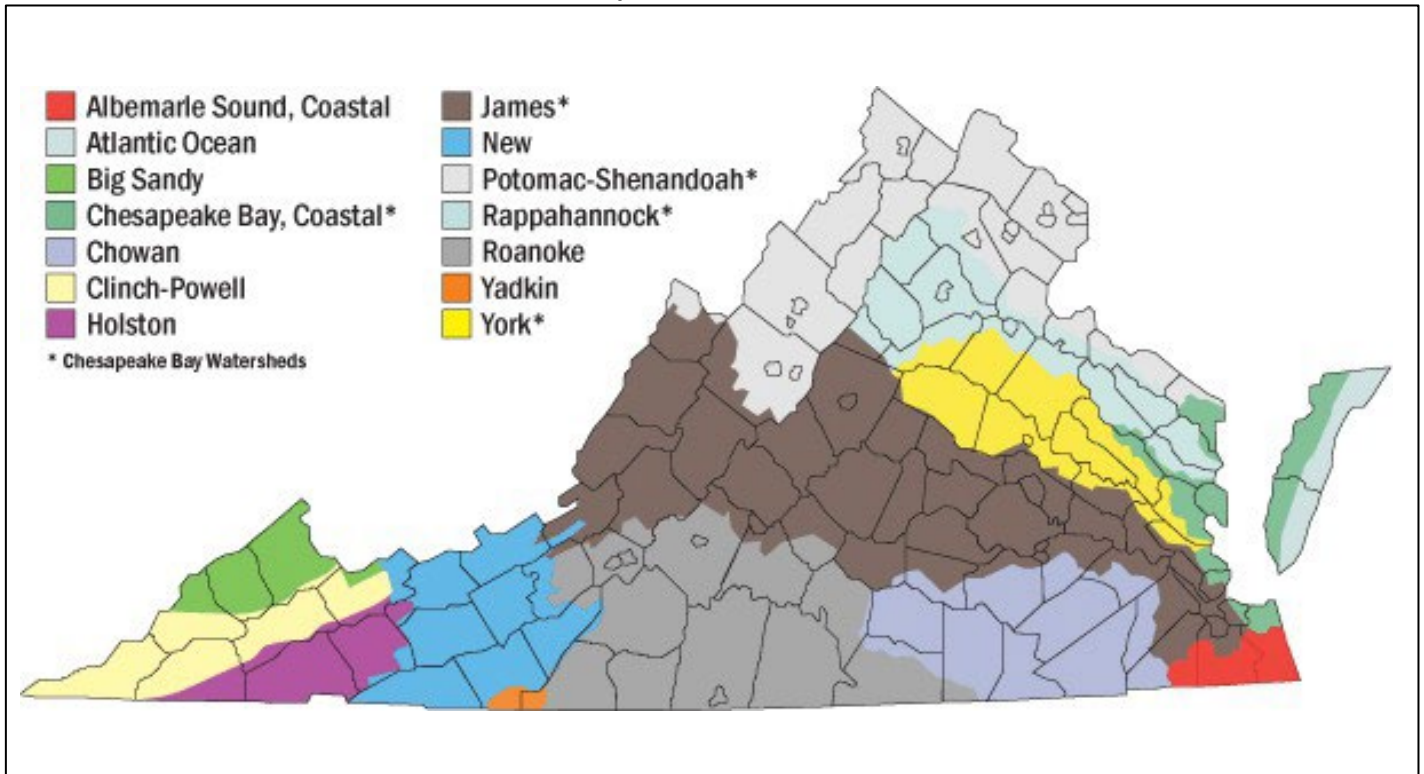 Albemarle Sound, Coastal
Atlantic Ocean
Big Sandy
Chesapeake Bay, Coastal*
Chowan
Clinch-Powell
Holston
* Chesapeake Bay Watersheds
James*
New
Potomac-Shenandoah*
Rappahannock*
Roanoke
Yadkin
York*